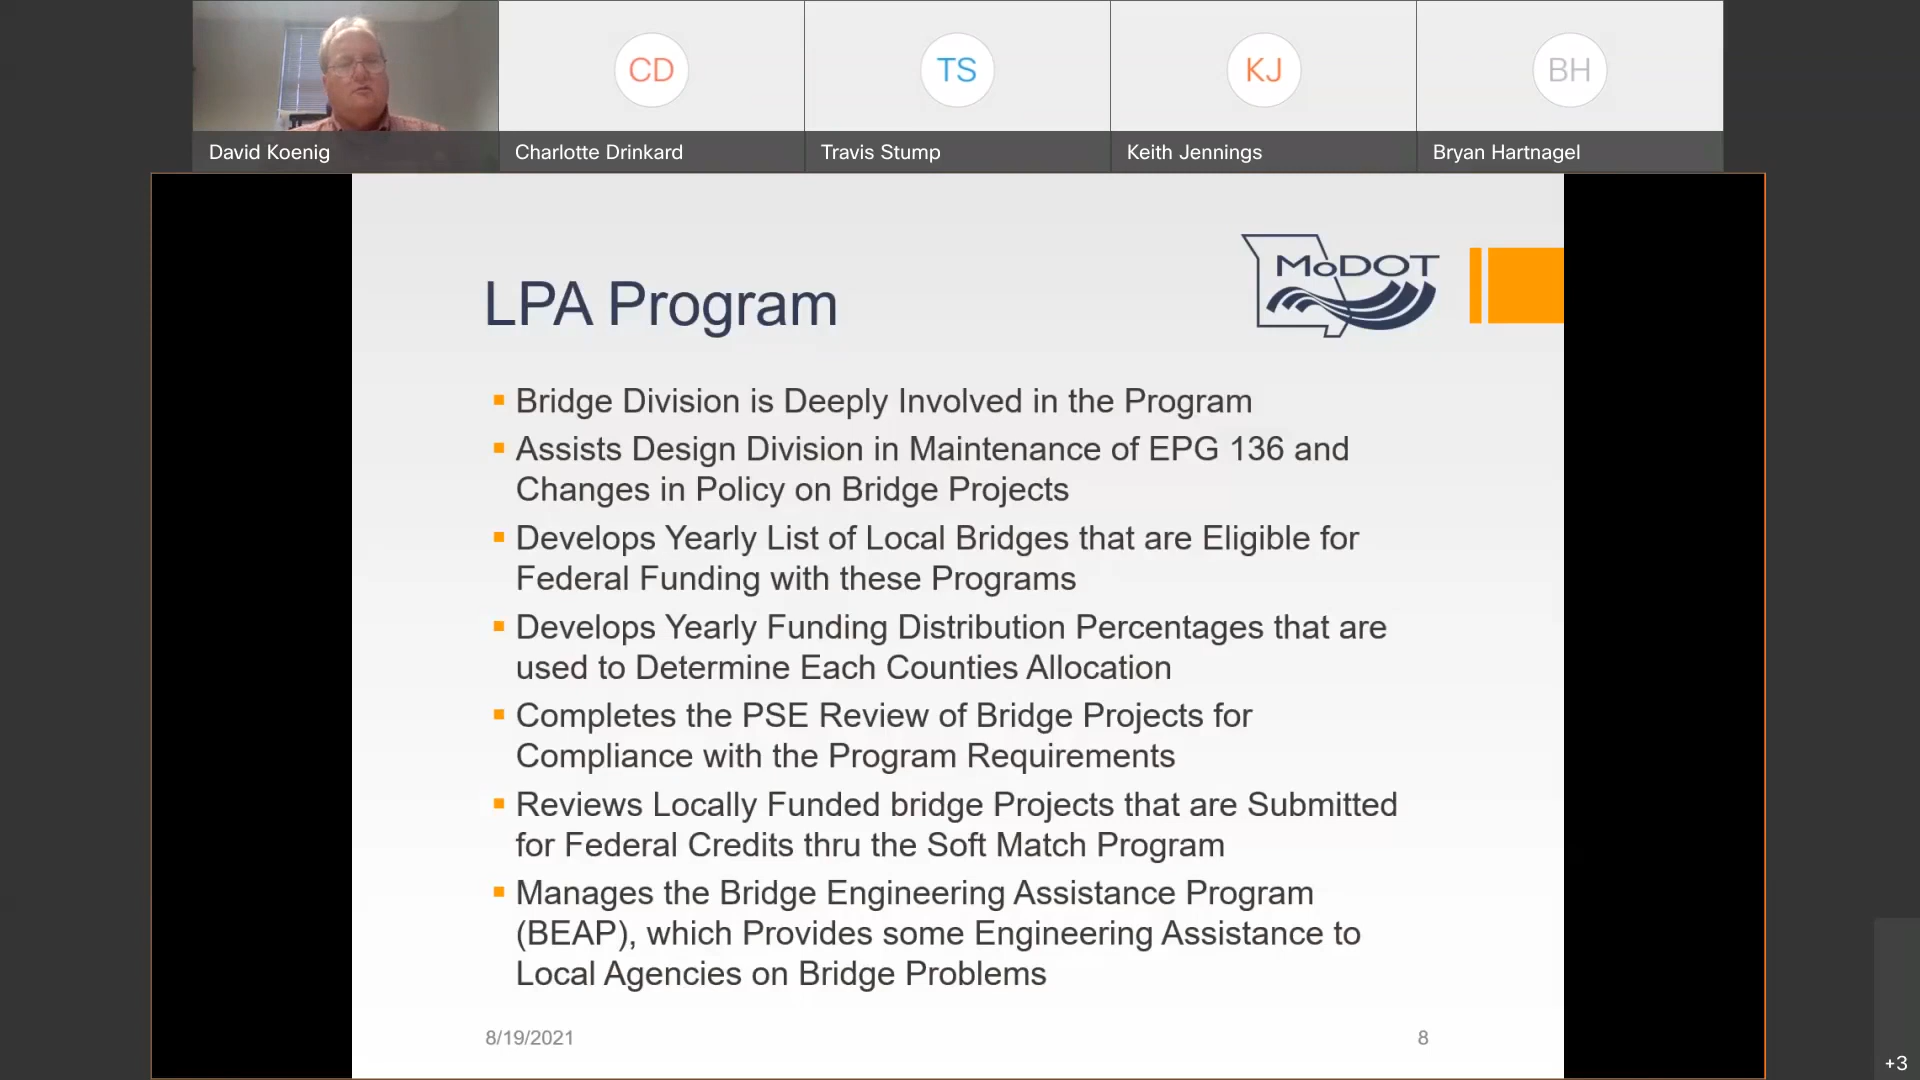 CD
TS
KJ
BH
David Koenig
Charlotte Drinkard
Travis Stump
Keith Jennings
Bryan Hartnagel
MoDOT
LPA Program
Bridge Division is Deeply Involved in the Program
Assists Design Division in Maintenance of EPG 136 and
Changes in Policy on Bridge Projects
Develops Yearly List of Local Bridges that are Eligible for
Federal Funding with these Programs
Develops Yearly Funding Distribution Percentages that are
used to Determine Each Counties Allocation
Completes the PSE Review of Bridge Projects for
Compliance with the Program Requirements
Reviews Locally Funded bridge Projects that are Submitted
for Federal Credits thru the Soft Match Program
Manages the Bridge Engineering Assistance Program
(BEAP), which Provides some Engineering Assistance to
Local Agencies on Bridge Problems
8/19/2021
8
+3